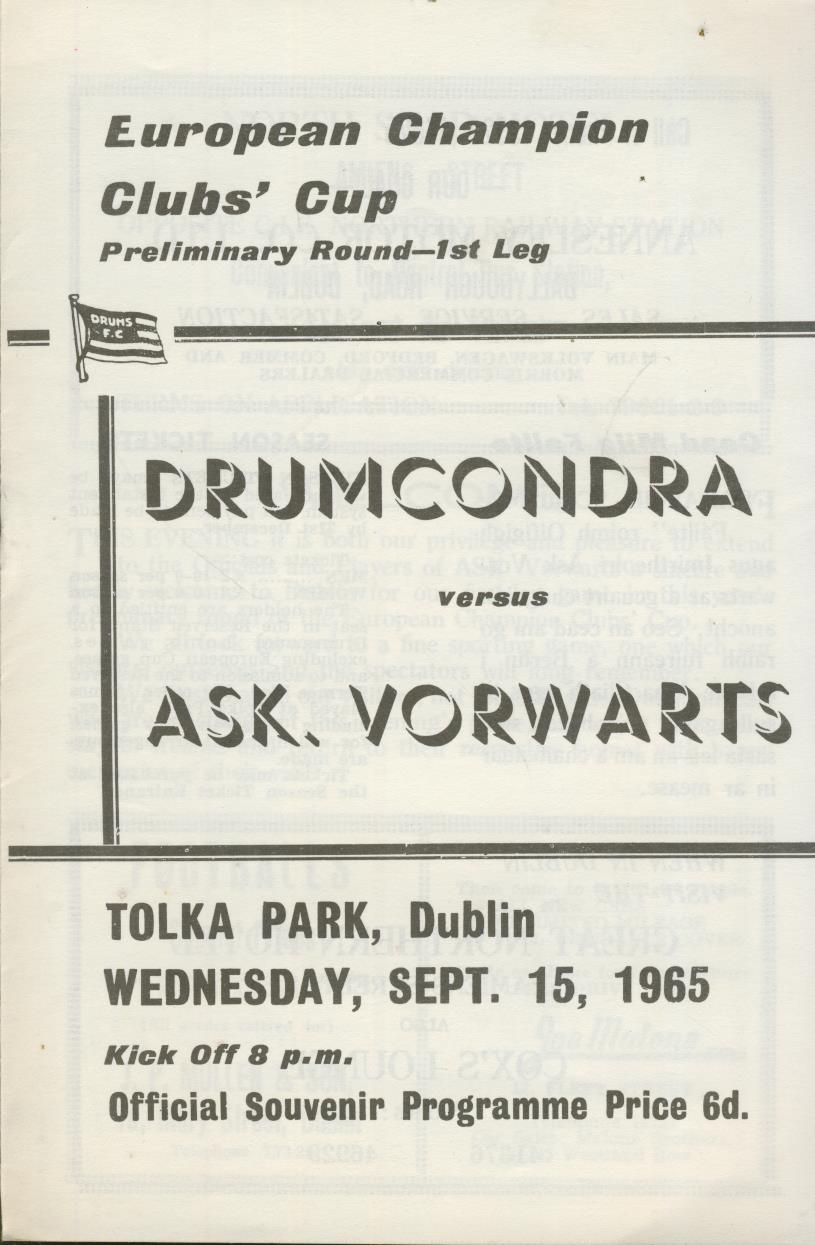 European Champion
Clubs' Cup
Preliminary Round—1st Leg
DRUMS
F.C
DRUMCONDRA
versus
ASK. VORWARTS
TOLKA PARK, Dublin
WEDNESDAY, SEPT. 15, 1965
Kick Off 8 p.m.
Official Souvenir Programme Price 6d.